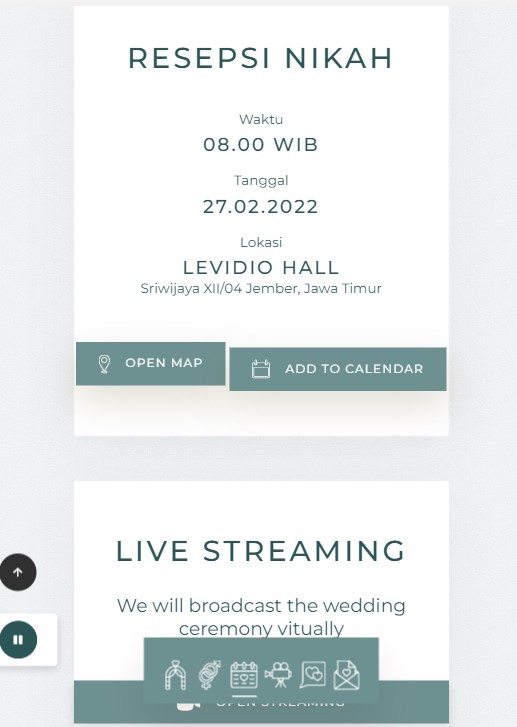 RESEPSI NIKAH
Waktu
08.00 WIB
Tanggal
27.02.2022
Lokasi
LEVIDIO HALL
Sriwijaya XII/04 Jember, Jawa Timur
OPEN MAP
ADD TO CALENDAR
LIVE STREAMING
We will broadcast the wedding
ceremony vitually
OPEN STREAMING